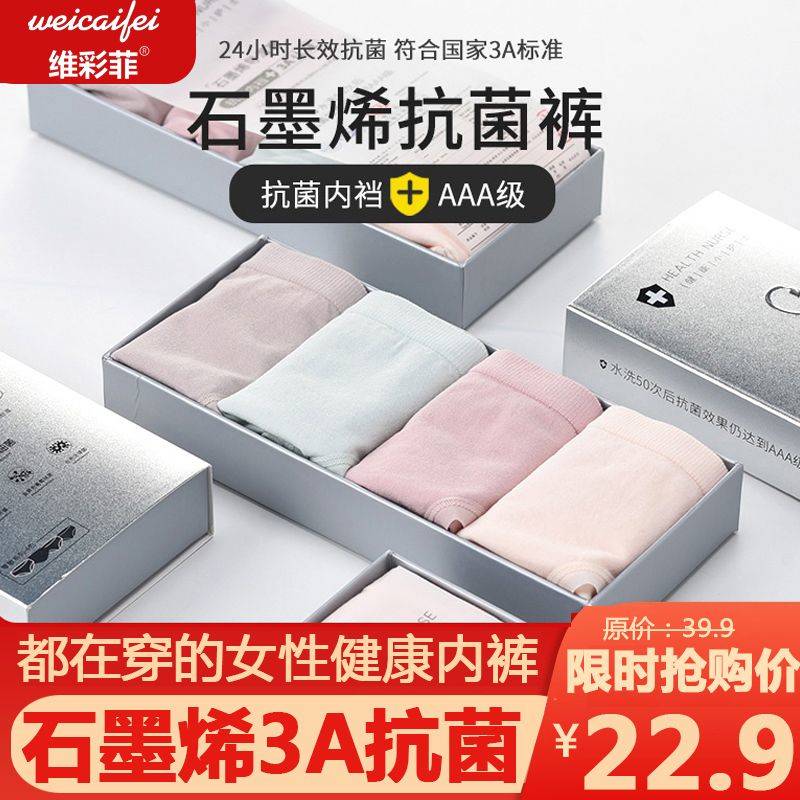 weicaifei
维彩菲®
24小时长效抗菌 符合国家3A标准
石墨烯抗菌裤
抗菌内裆 AAA级
HEALTH NURSE
水洗50次后抗菌效果仍达到AAA级
都在穿的女性健康内裤
石墨烯3A抗菌
原价：39.9
限时抢购价
¥22.9